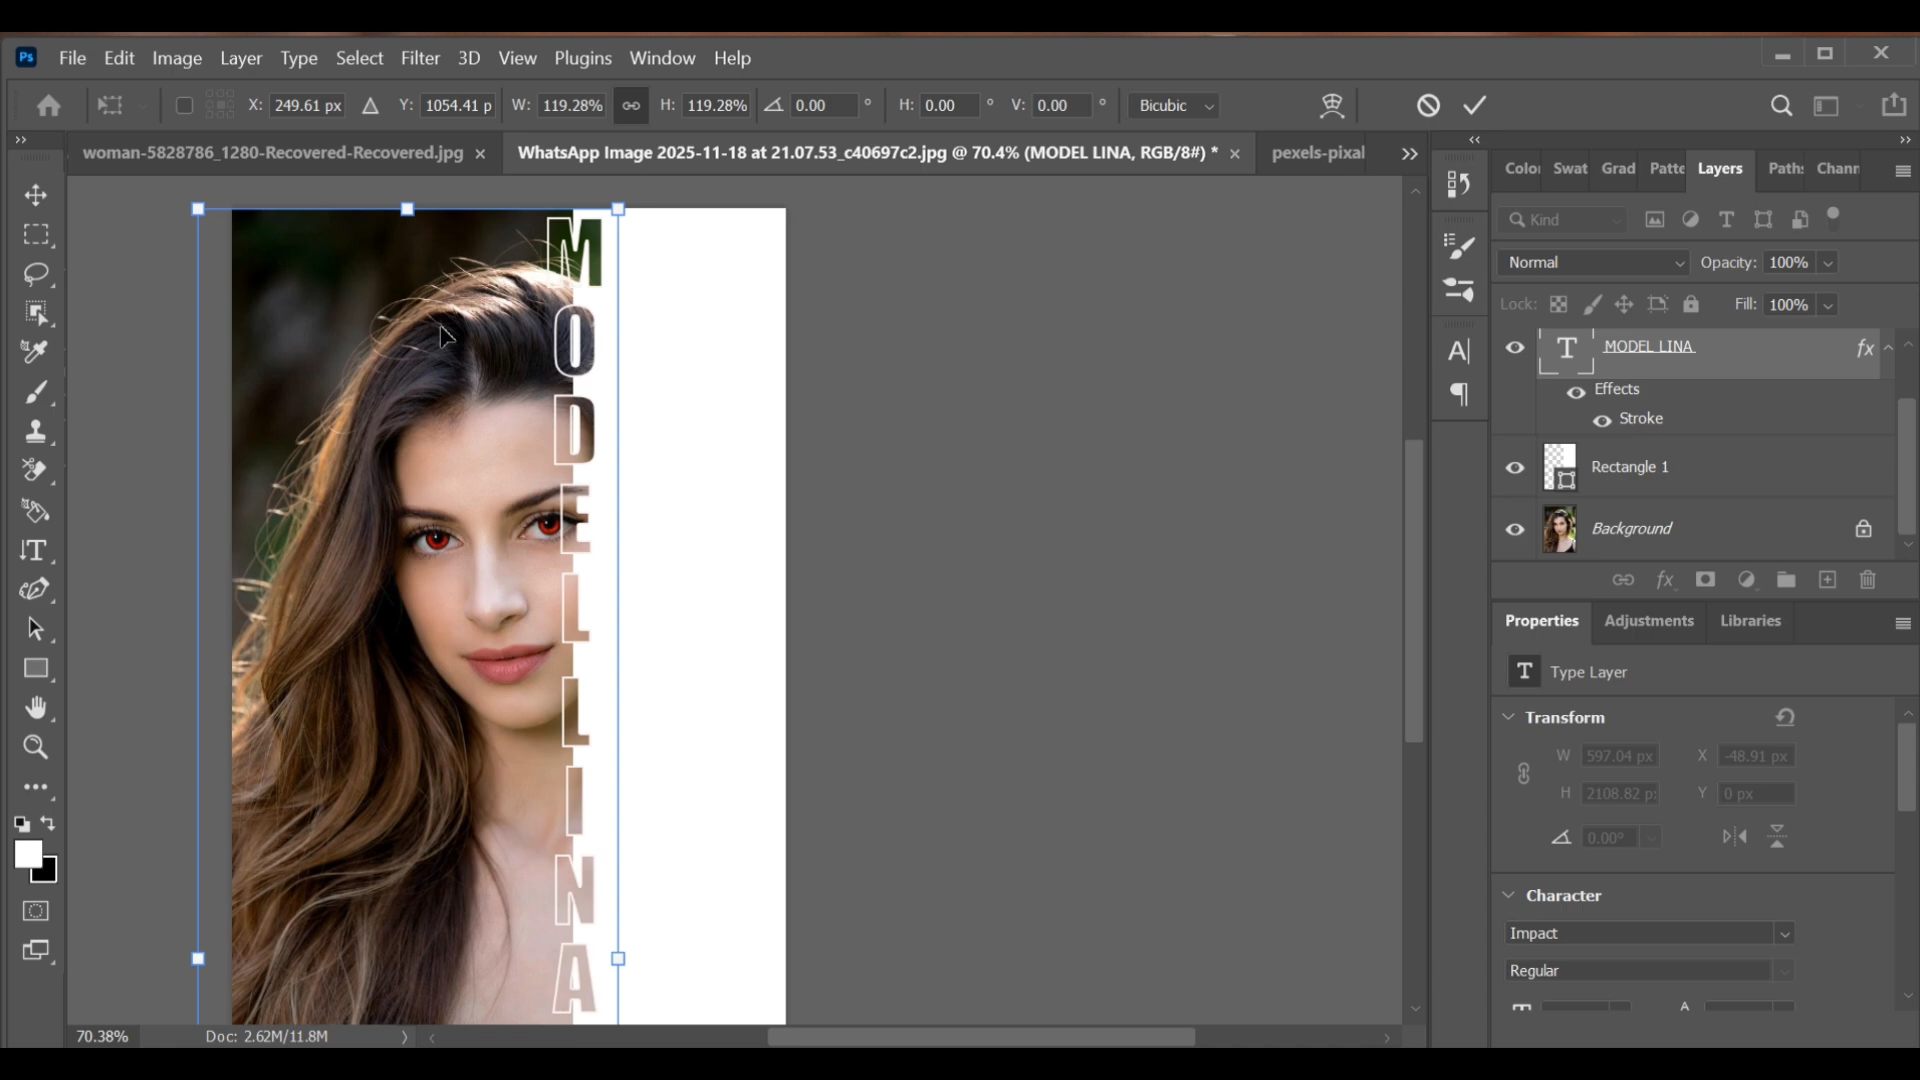 Ps File Edit Image Layer Type Select Filter 3D View Plugins Window Help
X: 249.61 px Y: 1054.41 p W: 119.28% H: 119.28% 0.00 ° H: 0.00 ° V: 0.00 ° Bicubic
woman-5828786_1280-Recovered-Recovered.jpg × WhatsApp Image 2025-11-18 at 21.07.53_c40697c2.jpg @ 70.4% (MODEL LINA, RGB/8#) * × pexels-pixal
Color Swat Grad Patte Layers Paths Chann
Kind
Normal Opacity: 100%
Lock: Fill: 100%
T MODEL LINA fx
Effects
Stroke
Rectangle 1
Background
fx
Properties Adjustments Libraries
T Type Layer
Transform
W 597.04 px X -48.91 px
H 2108.82 p Y 0 px
0.00°
Character
Impact
Regular
MODEL LINA
70.38% Doc: 2.62M/11.8M